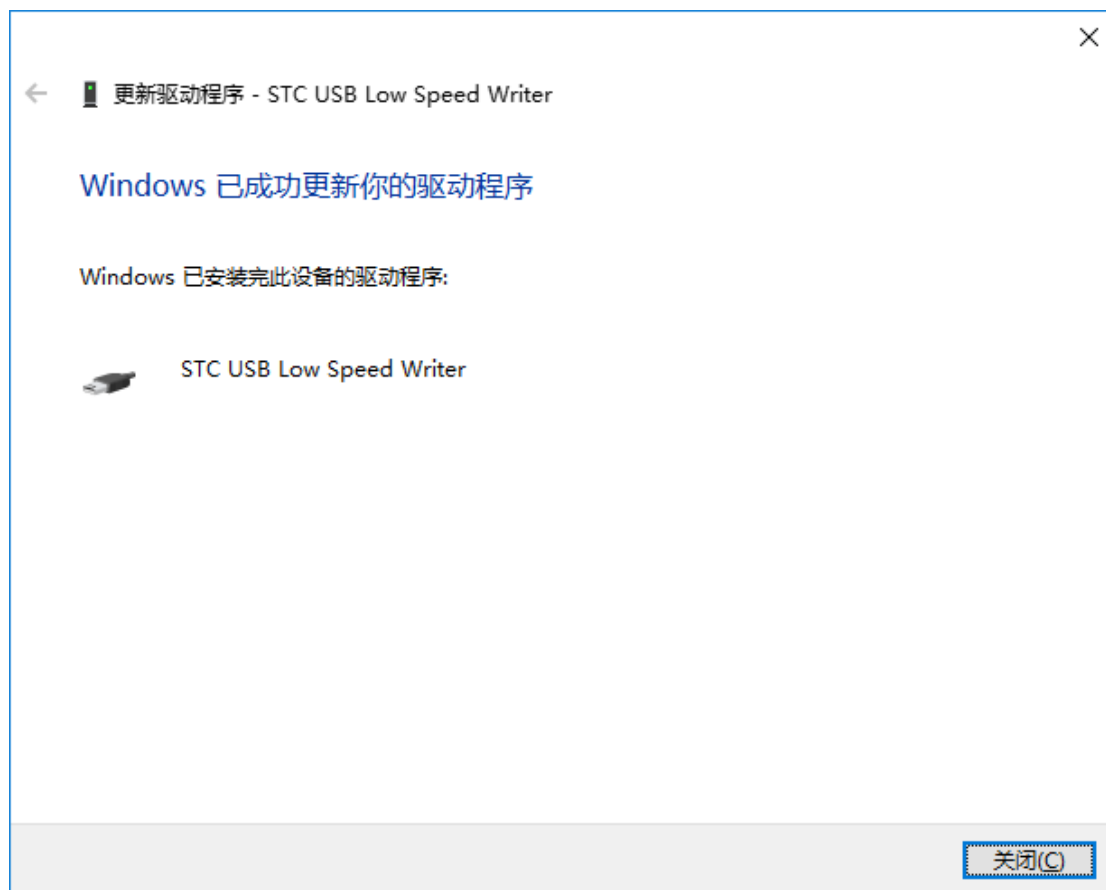 更新驱动程序 - STC USB Low Speed Writer
Windows 已成功更新你的驱动程序
Windows 已安装完此设备的驱动程序:
STC USB Low Speed Writer
关闭(C)